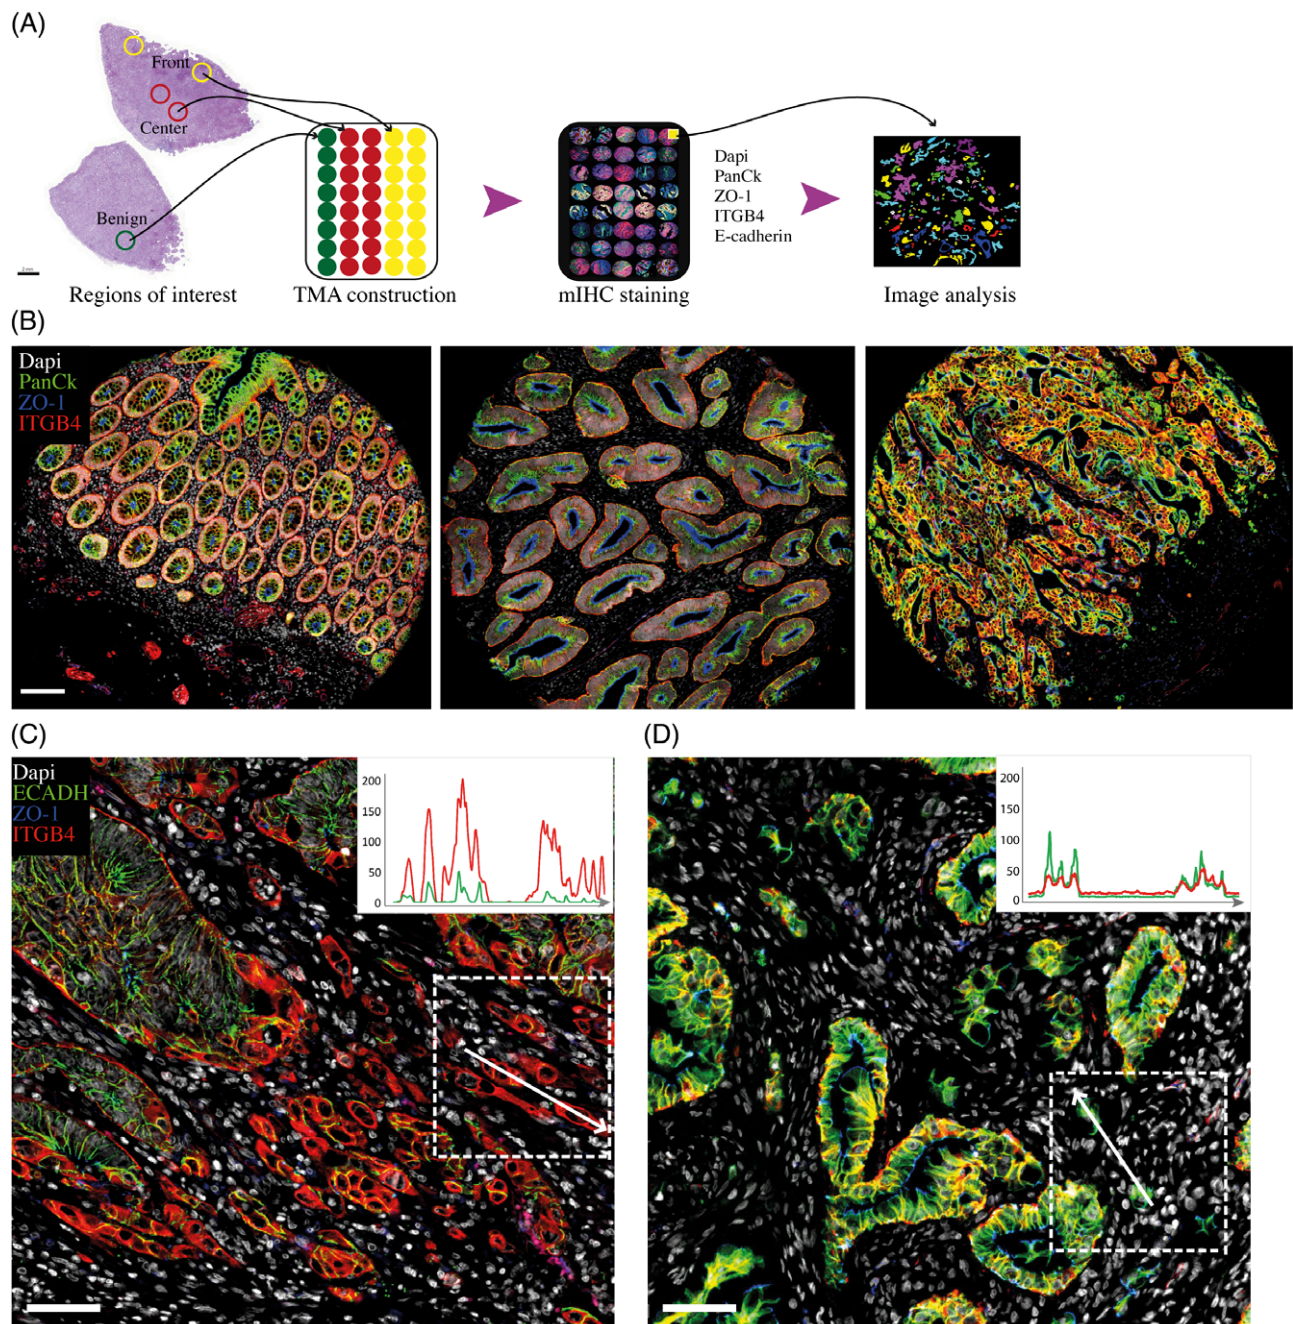 (A)
Front
Center
Benign
2 mm
Regions of interest
TMA construction
Dapi
PanCk
ZO-1
ITGB4
E-cadherin
mIHC staining
Image analysis
(B)
Dapi
PanCk
ZO-1
ITGB4
(C)
Dapi
ECADH
ZO-1
ITGB4
200
150
100
50
0
(D)
200
150
100
50
0